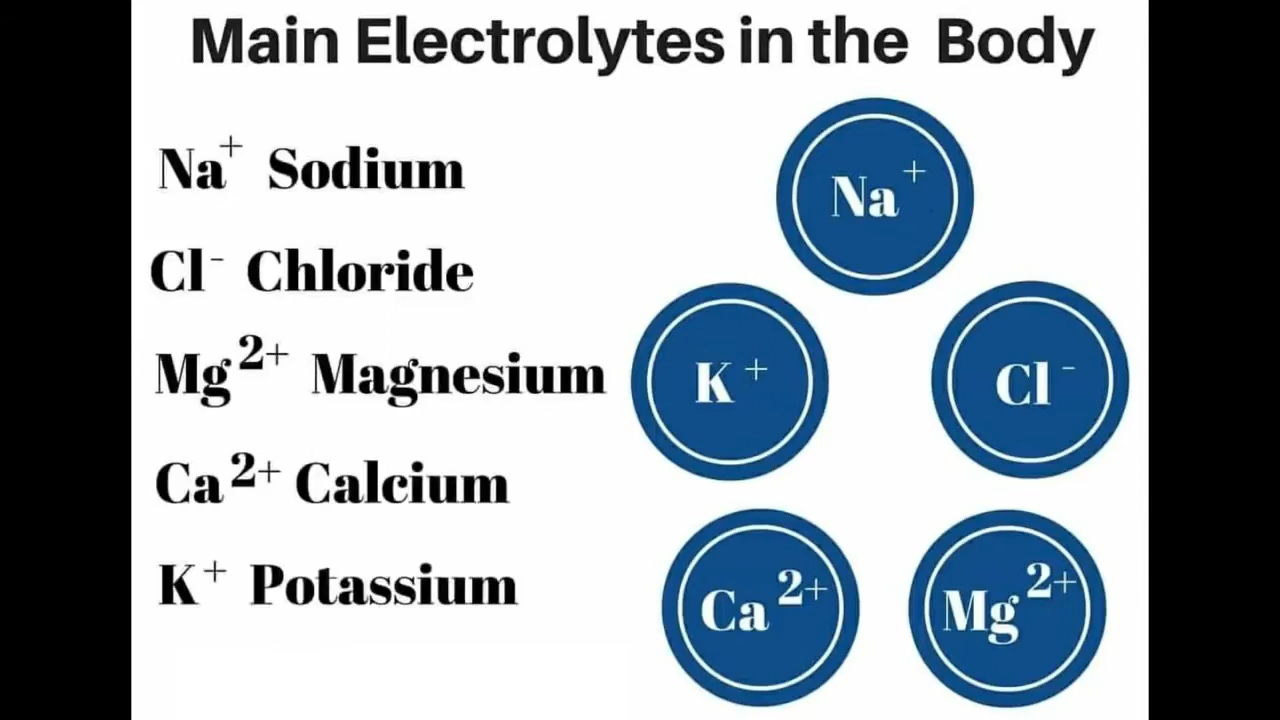 Main Electrolytes in the Body
Na⁺ Sodium
Cl⁻ Chloride
Mg²⁺ Magnesium
Ca²⁺ Calcium
K⁺ Potassium
Na⁺
K⁺
Cl⁻
Ca²⁺
Mg²⁺